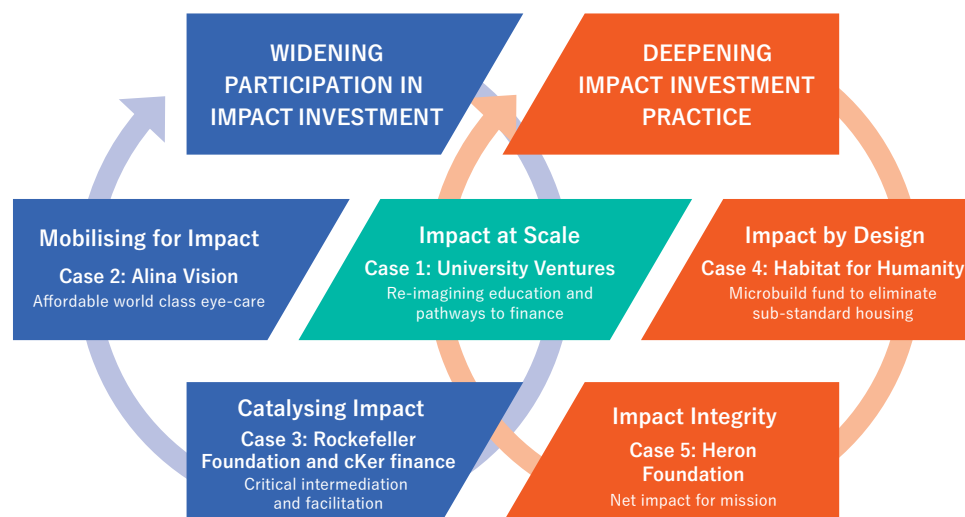 WIDENING
PARTICIPATION IN
IMPACT INVESTMENT
DEEPENING
IMPACT INVESTMENT
PRACTICE
Mobilising for Impact
Case 2: Alina Vision
Affordable world class eye-care
Impact at Scale
Case 1: University Ventures
Re-imagining education and
pathways to finance
Impact by Design
Case 4: Habitat for Humanity
Microbuild fund to eliminate
sub-standard housing
Catalysing Impact
Case 3: Rockefeller
Foundation and cKer finance
Critical intermediation
and facilitation
Impact Integrity
Case 5: Heron
Foundation
Net impact for mission